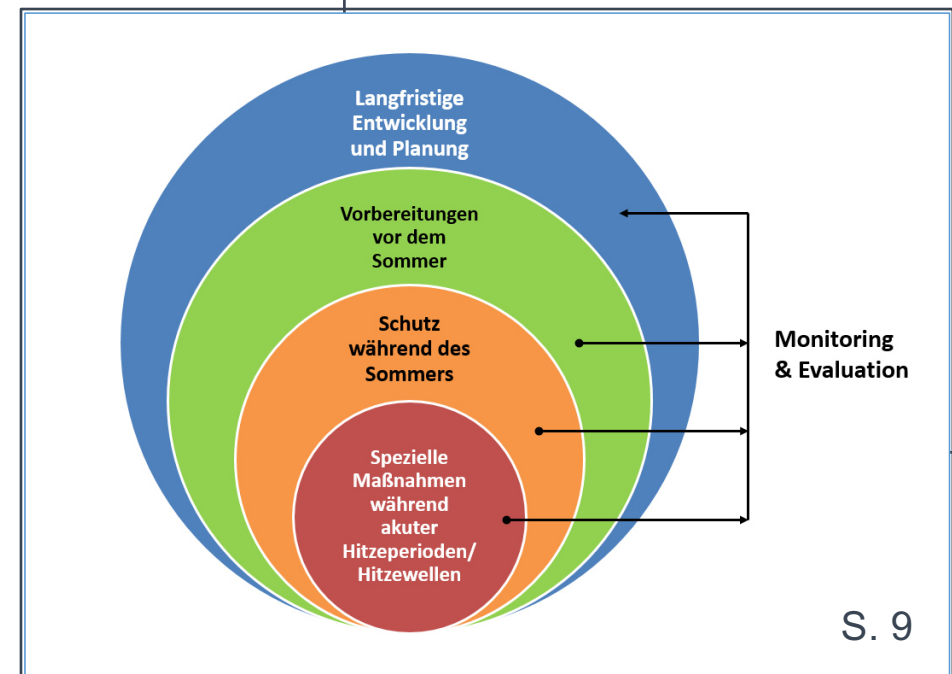 Langfristige
Entwicklung
und Planung
Vorbereitungen
vor dem
Sommer
Schutz
während des
Sommers
Spezielle
Maßnahmen
während
akuter
Hitzeperioden/
Hitzewellen
Monitoring
& Evaluation
S. 9